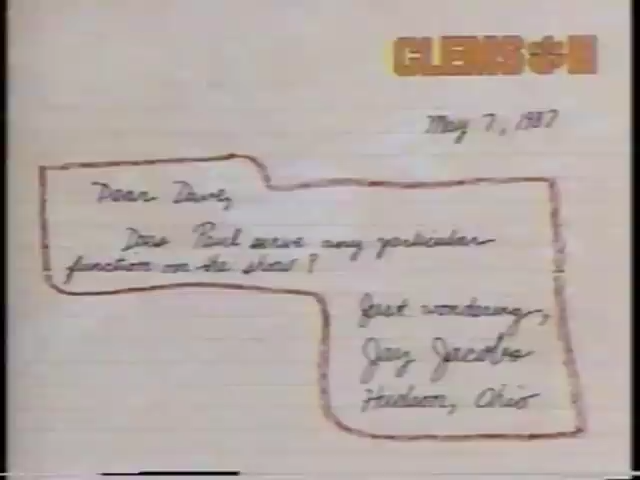 CLEMSON
May 7, 1987
Dear Dave,
Does Paul serve any particular
function on the show?
Just wondering,
Jay Jacobs
Hudson, Ohio